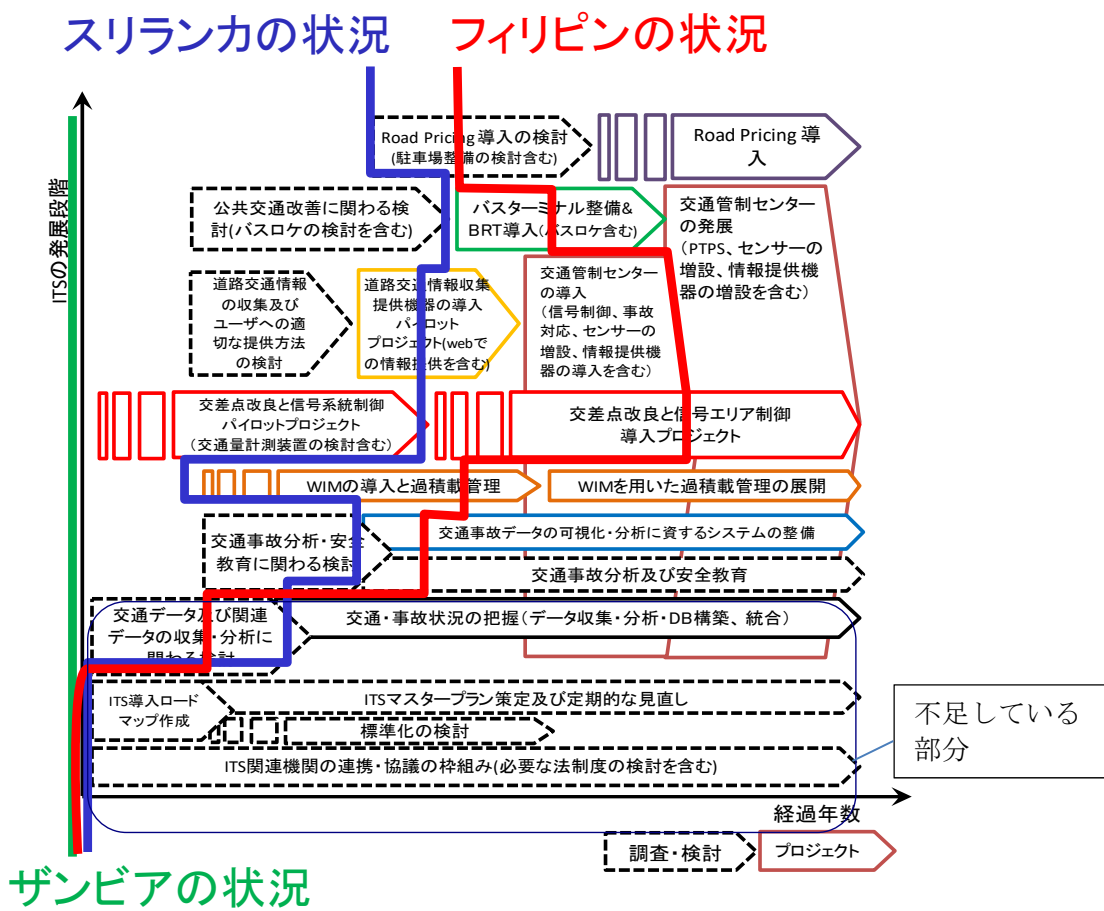 スリランカの状況
フィリピンの状況
ITSの発展段階
Road Pricing 導入の検討
(駐車場整備の検討含む)
Road Pricing 導
入
公共交通改善に関わる検
討(バスロケの検討を含む)
バスターミナル整備&
BRT導入(バスロケ含む)
交通管制センター
の発展
(PTPS、センサーの
増設、情報提供機
器の増設を含む)
道路交通情報
の収集及び
ユーザへの適
切な提供方法
の検討
道路交通情報収集
提供機器の導入
パイロット
プロジェクト(webで
の情報提供を含む)
交通管制センター
の導入
(信号制御、事故
対応、センサーの
増設、情報提供機
器の導入を含む)
交差点改良と信号系統制御
パイロットプロジェクト
(交通量計測装置の検討含む)
交差点改良と信号エリア制御
導入プロジェクト
WIMの導入と過積載管理
WIMを用いた過積載管理の展開
交通事故分析・安全
教育に関わる検討
交通事故データの可視化・分析に資するシステムの整備
交通事故分析及び安全教育
交通データ及び関連
データの収集・分析に
関わる検討
交通・事故状況の把握(データ収集・分析・DB構築、統合)
ITS導入ロード
マップ作成
ITSマスタープラン策定及び定期的な見直し
標準化の検討
ITS関連機関の連携・協議の枠組み(必要な法制度の検討を含む)
不足している
部分
経過年数
調査・検討
プロジェクト
ザンビアの状況